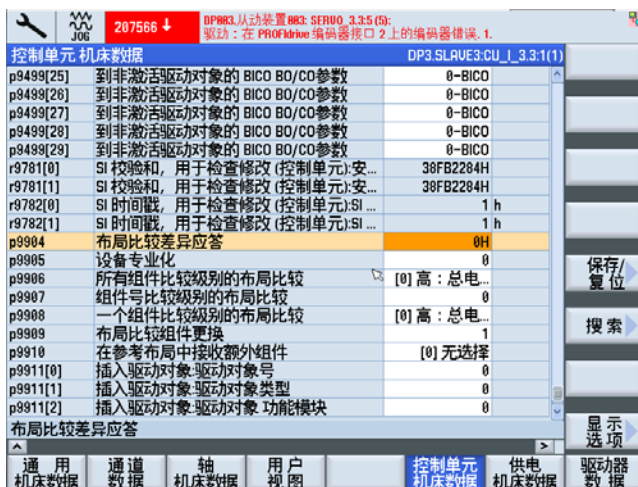 JOG
207566
DP803.从动装置803: SERVO_3.3:5 (5):
驱动 : 在 PROFIdrive 编码器接口 2上的编码器错误. 1.
控制单元 机床数据 DP3.SLAVE3:CU_I_3.3:1(1)
p9499[25] 到非激活驱动对象的 BICO BO/CO参数 0-BICO
p9499[26] 到非激活驱动对象的 BICO BO/CO参数 0-BICO
r9499[27] 到非激活驱动对象的 BICO BO/CO参数 0-BICO
p9499[28] 到非激活驱动对象的 BICO BO/CO参数 0-BICO
p9499[29] 到非激活驱动对象的 BICO BO/CO参数 0-BICO
r9781[0] SI 校验和, 用于检查修改 (控制单元):安... 38FB2284H
r9781[1] SI 校验和, 用于检查修改 (控制单元):安... 38FB2284H
r9782[0] SI 时间戳, 用于检查修改 (控制单元):SI ... 1 h
r9782[1] SI 时间戳, 用于检查修改 (控制单元):SI ... 1 h
p9904 布局比较差异应答 0H
p9905 设备专业化 0
p9906 所有组件比较级别的布局比较 [0] 高 : 总电...
p9907 组件号比较级别的布局比较 0
p9908 一个组件比较级别的布局比较 [0] 高 : 总电...
p9909 布局比较组件更换 1
p9910 在参考布局中接收额外组件 [0] 无选择
p9911[0] 插入驱动对象:驱动对象号 0
p9911[1] 插入驱动对象:驱动对象类型 0
p9911[2] 插入驱动对象:驱动对象 功能模块 0
布局比较差异应答
保存/
复位
搜索
显示
选项
通 用
机床数据
通道
数据
轴
机床数据
用户
视图
控制单元
机床数据
供电
机床数据
驱动器
数 据